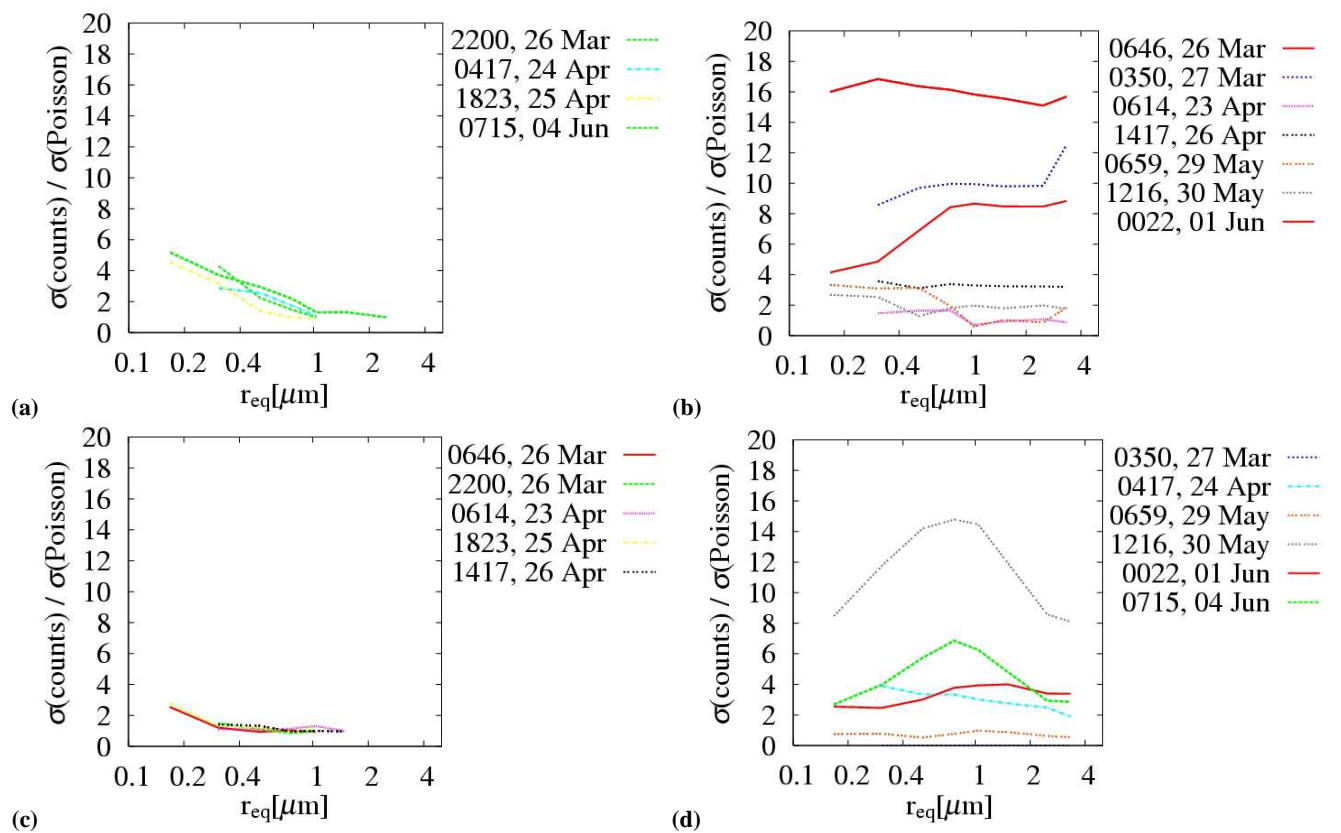 20
18
16
14
12
10
8
6
4
2
0
σ(counts) / σ(Poisson)
2200, 26 Mar
0417, 24 Apr
1823, 25 Apr
0715, 04 Jun
0.1 0.2 0.4 1 2 4
r_eq[μm]
(a)
20
18
16
14
12
10
8
6
4
2
0
σ(counts) / σ(Poisson)
0646, 26 Mar
0350, 27 Mar
0614, 23 Apr
1417, 26 Apr
0659, 29 May
1216, 30 May
0022, 01 Jun
0.1 0.2 0.4 1 2 4
r_eq[μm]
(b)
20
18
16
14
12
10
8
6
4
2
0
σ(counts) / σ(Poisson)
0646, 26 Mar
2200, 26 Mar
0614, 23 Apr
1823, 25 Apr
1417, 26 Apr
0.1 0.2 0.4 1 2 4
r_eq[μm]
(c)
20
18
16
14
12
10
8
6
4
2
0
σ(counts) / σ(Poisson)
0350, 27 Mar
0417, 24 Apr
0659, 29 May
1216, 30 May
0022, 01 Jun
0715, 04 Jun
0.1 0.2 0.4 1 2 4
r_eq[μm]
(d)